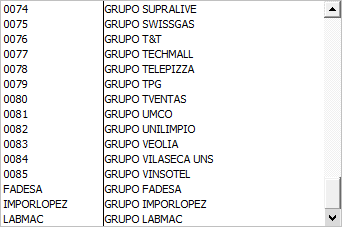 0074 GRUPO SUPRALIVE
0075 GRUPO SWISSGAS
0076 GRUPO T&T
0077 GRUPO TECHMALL
0078 GRUPO TELEPIZZA
0079 GRUPO TPG
0080 GRUPO TVENTAS
0081 GRUPO UMCO
0082 GRUPO UNILIMPIO
0083 GRUPO VEOLIA
0084 GRUPO VILASECA UNS
0085 GRUPO VINSOTEL
FADESA GRUPO FADESA
IMPORLOPEZ GRUPO IMPORLOPEZ
LABMAC GRUPO LABMAC